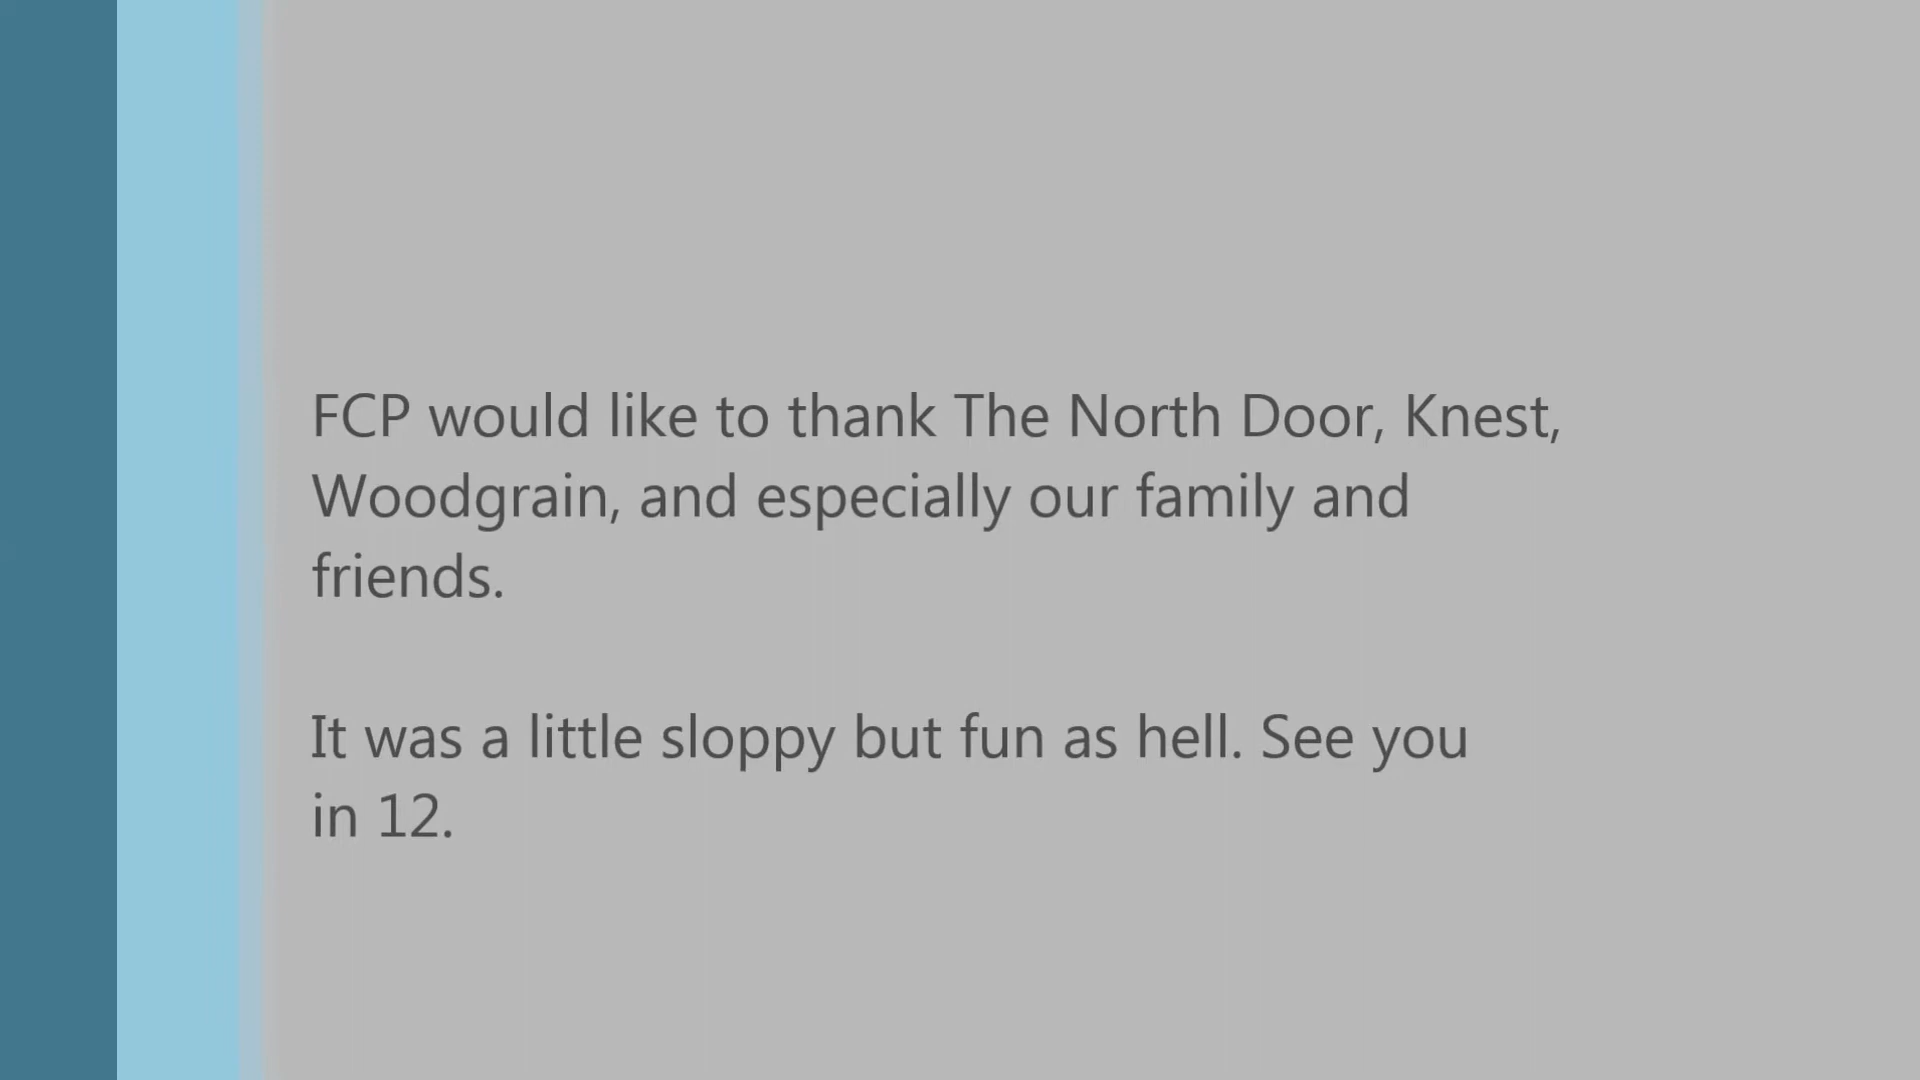 FCP would like to thank The North Door, Knest,
Woodgrain, and especially our family and
friends.
It was a little sloppy but fun as hell. See you
in 12.